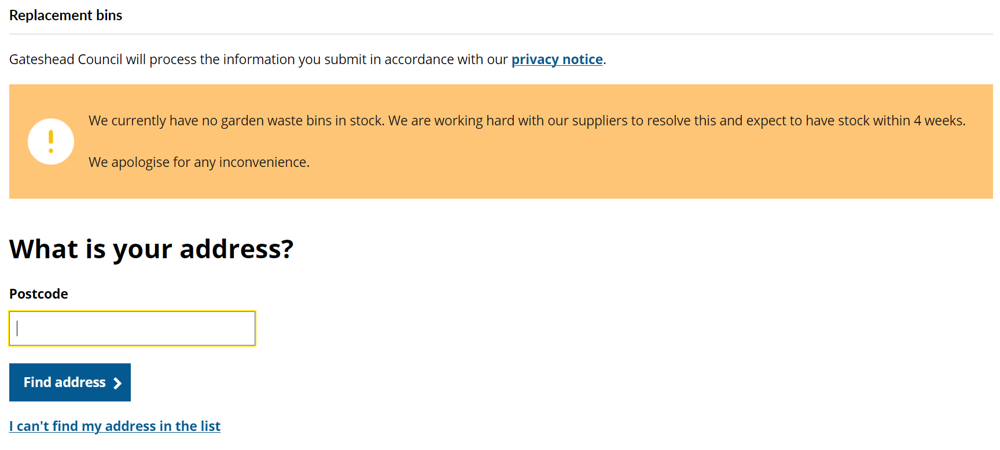 Replacement bins
Gateshead Council will process the information you submit in accordance with our privacy notice.
We currently have no garden waste bins in stock. We are working hard with our suppliers to resolve this and expect to have stock within 4 weeks.
We apologise for any inconvenience.
What is your address?
Postcode
Find address
I can't find my address in the list